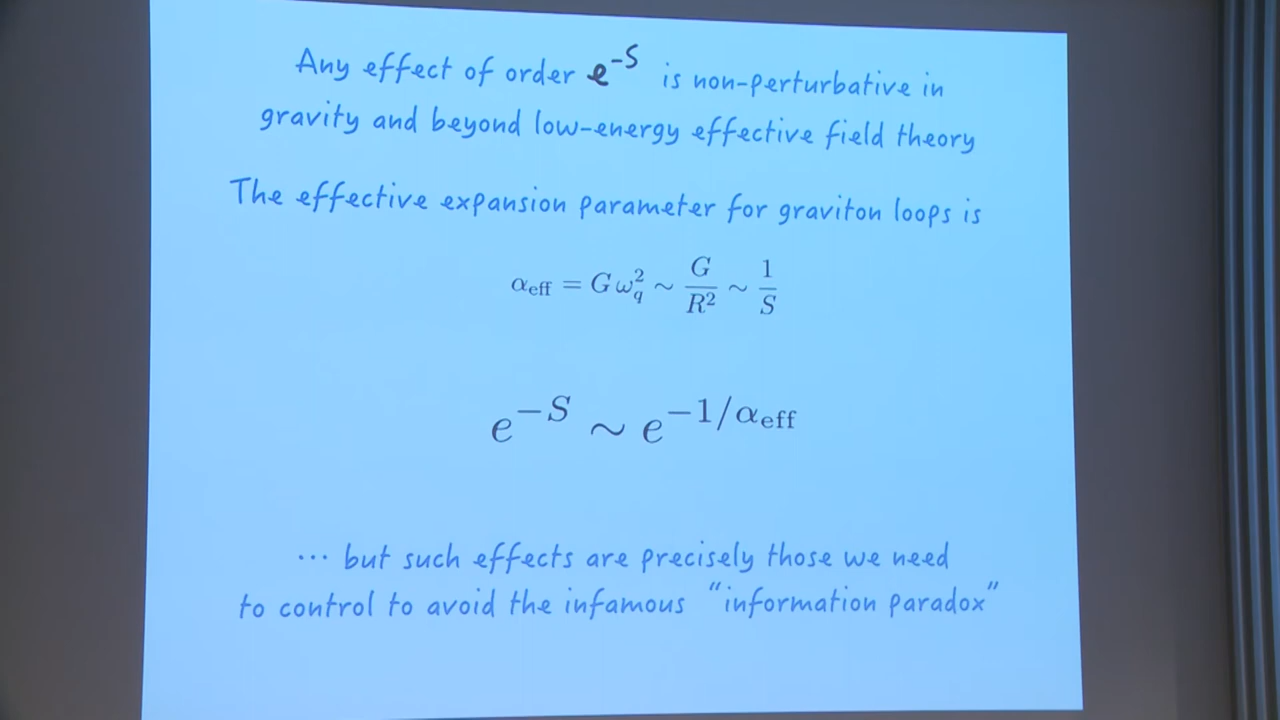 Any effect of order e^{-S} is non-perturbative in
gravity and beyond low-energy effective field theory
The effective expansion parameter for graviton loops is
α_eff = G ω_q^2 ∼ G/R^2 ∼ 1/S
e^{-S} ∼ e^{-1/α_eff}
... but such effects are precisely those we need
to control to avoid the infamous "information paradox"